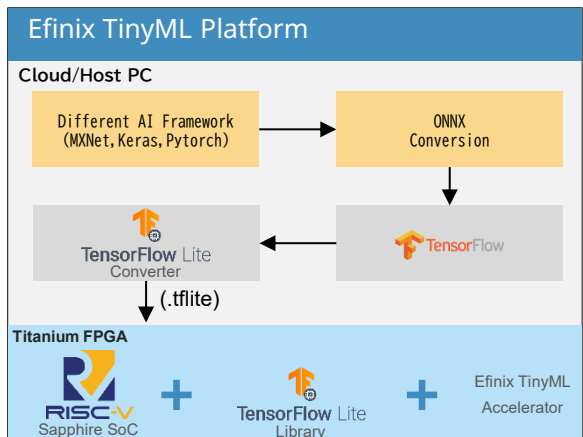 Efinix TinyML Platform
Cloud/Host PC
Different AI Framework
(MXNet,Keras,Pytorch)
ONNX
Conversion
TensorFlow Lite
Converter
TensorFlow
(.tflite)
Titanium FPGA
RISC-V
Sapphire SoC
+
TensorFlow Lite
Library
+
Efinix TinyML
Accelerator